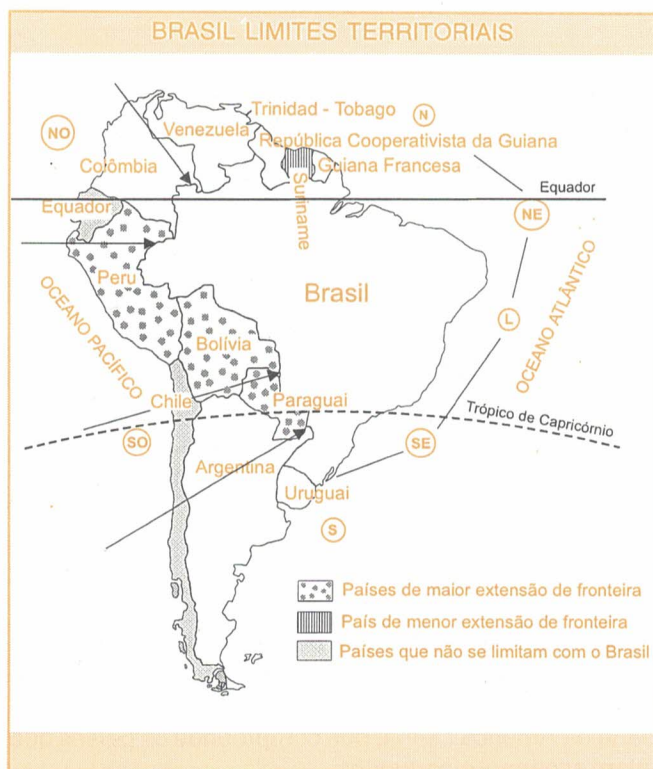 BRASIL LIMITES TERRITORIAIS
NO
Trinidad - Tobago
N
Venezuela
República Cooperativista da Guiana
Colômbia
Guiana Francesa
Suriname
Equador
Equador
NE
Peru
Brasil
OCEANO PACÍFICO
OCEANO ATLÂNTICO
L
Bolívia
Chile
Paraguai
Trópico de Capricórnio
SO
SE
Argentina
Uruguai
S
Países de maior extensão de fronteira
País de menor extensão de fronteira
Países que não se limitam com o Brasil